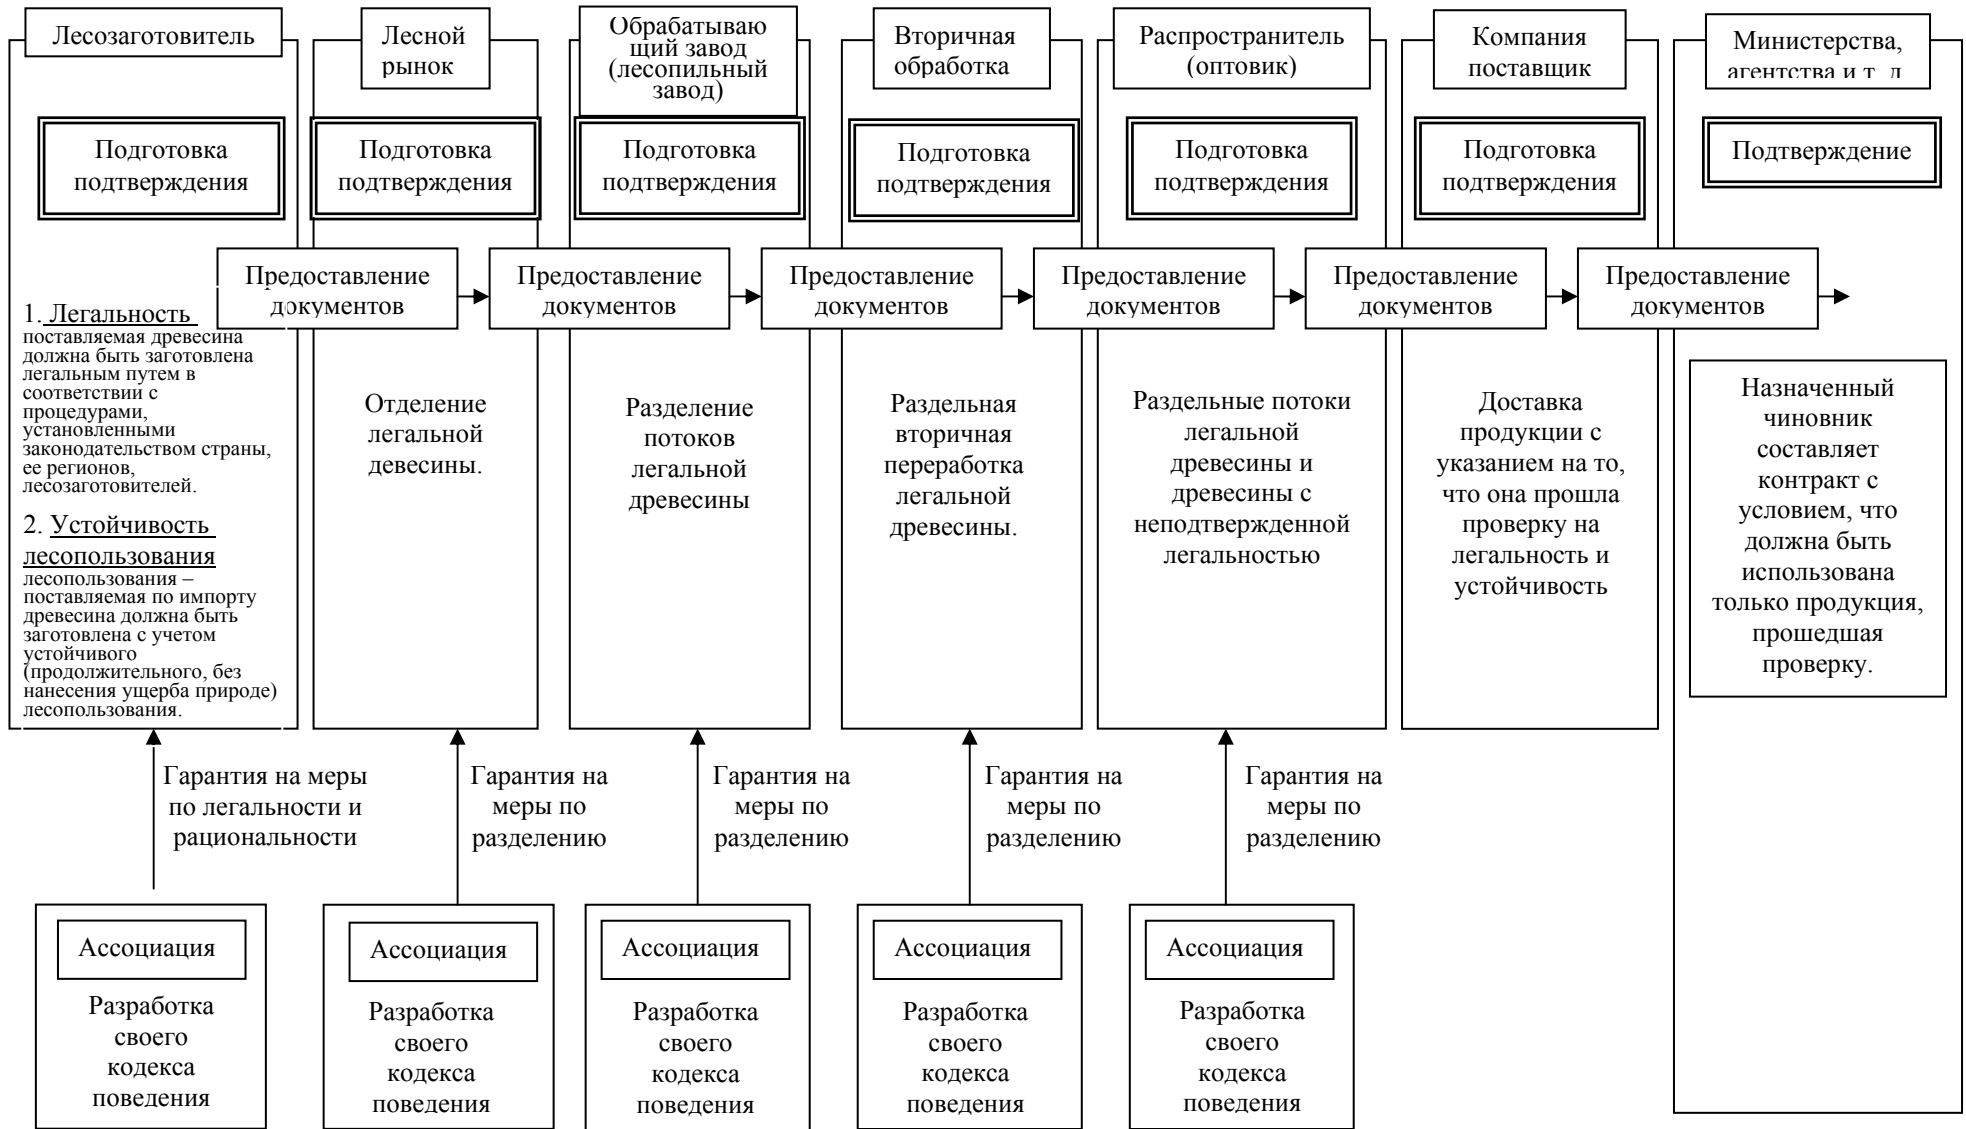 Лесозаготовитель
Лесной
рынок
Обрабатываю
щий завод
(лесопильный
завод)
Вторичная
обработка
Распространитель
(оптовик)
Компания
поставщик
Министерства,
агентства и т. д
Подготовка
подтверждения
Подготовка
подтверждения
Подготовка
подтверждения
Подготовка
подтверждения
Подготовка
подтверждения
Подготовка
подтверждения
Подтверждение
Предоставление
документов
Предоставление
документов
Предоставление
документов
Предоставление
документов
Предоставление
документов
Предоставление
документов
1. Легальность
поставляемая древесина
должна быть заготовлена
легальным путем в
соответствии с
процедурами,
установленными
законодательством страны,
ее регионов,
лесозаготовителей.
2. Устойчивость
лесопользования
лесопользования –
поставляемая по импорту
древесина должна быть
заготовлена с учетом
устойчивого
(продолжительного, без
нанесения ущерба природе)
лесопользования.
Отделение
легальной
девесины.
Разделение
потоков
легальной
древесины
Раздельная
вторичная
переработка
легальной
древесины.
Раздельные потоки
легальной
древесины и
древесины с
неподтвержденной
легальностью
Доставка
продукции с
указанием на то,
что она прошла
проверку на
легальность и
устойчивость
Назначенный
чиновник
составляет
контракт с
условием, что
должна быть
использована
только продукция,
прошедшая
проверку.
Гарантия на меры
по легальности и
рациональности
Гарантия на
меры по
разделению
Гарантия на
меры по
разделению
Гарантия на
меры по
разделению
Гарантия на
меры по
разделению
Ассоциация
Разработка
своего
кодекса
поведения
Ассоциация
Разработка
своего
кодекса
поведения
Ассоциация
Разработка
своего
кодекса
поведения
Ассоциация
Разработка
своего
кодекса
поведения
Ассоциация
Разработка
своего
кодекса
поведения